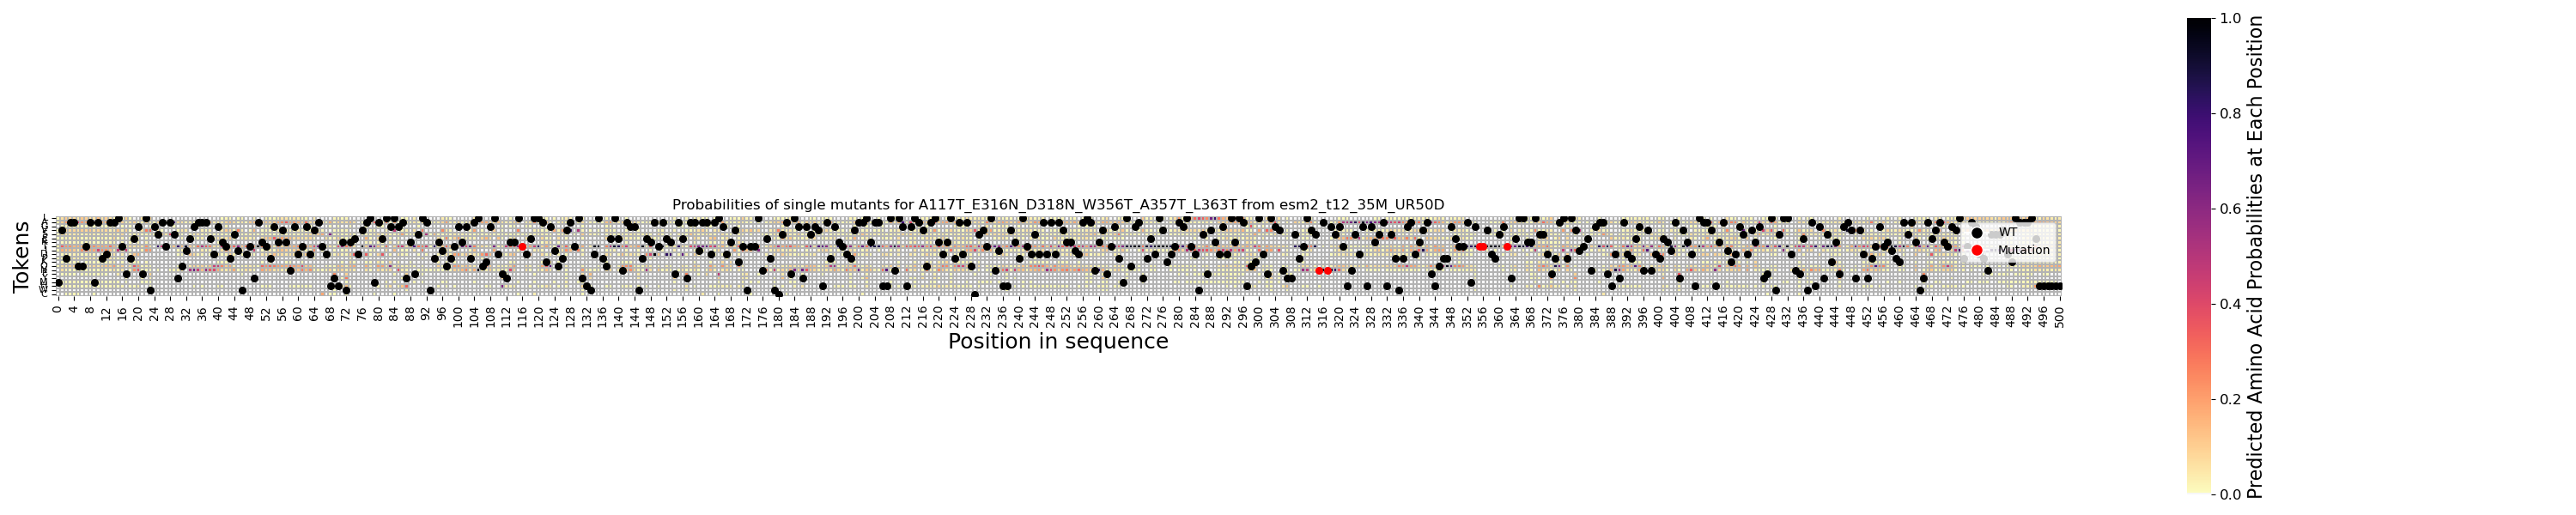 Probabilities of single mutants for A117T_E316N_D318N_W356T_A357T_L363T from esm2_t12_35M_UR50D
Tokens
WT
Mutation
0 4 8 12 16 20 24 28 32 36 40 44 48 52 56 60 64 68 72 76 80 84 88 92 96 100 104 108 112 116 120 124 128 132 136 140 144 148 152 156 160 164 168 172 176 180 184 188 192 196 200 204 208 212 216 220 224 228 232 236 240 244 248 252 256 260 264 268 272 276 280 284 288 292 296 300 304 308 312 316 320 324 328 332 336 340 344 348 352 356 360 364 368 372 376 380 384 388 392 396 400 404 408 412 416 420 424 428 432 436 440 444 448 452 456 460 464 468 472 476 480 484 488 492 496 500
Position in sequence
1.0
0.8
0.6
0.4
0.2
0.0
Predicted Amino Acid Probabilities at Each Position